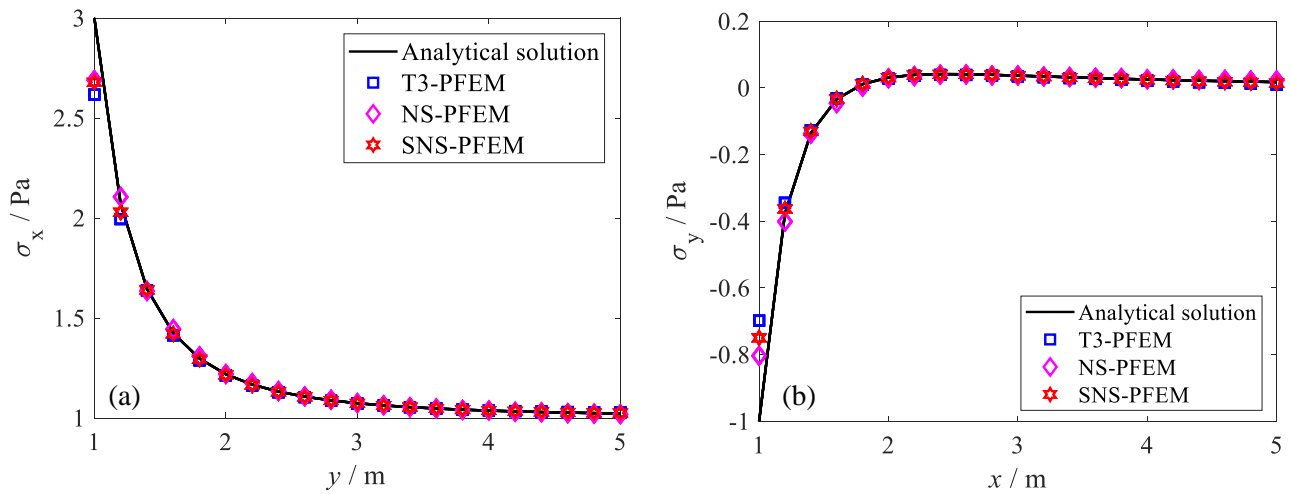 3
2.5
2
1.5
1
σx / Pa
Analytical solution
T3-PFEM
NS-PFEM
SNS-PFEM
(a)
1
2
3
4
5
y / m
0.2
0
-0.2
-0.4
-0.6
-0.8
-1
σy / Pa
Analytical solution
T3-PFEM
NS-PFEM
SNS-PFEM
(b)
1
2
3
4
5
x / m